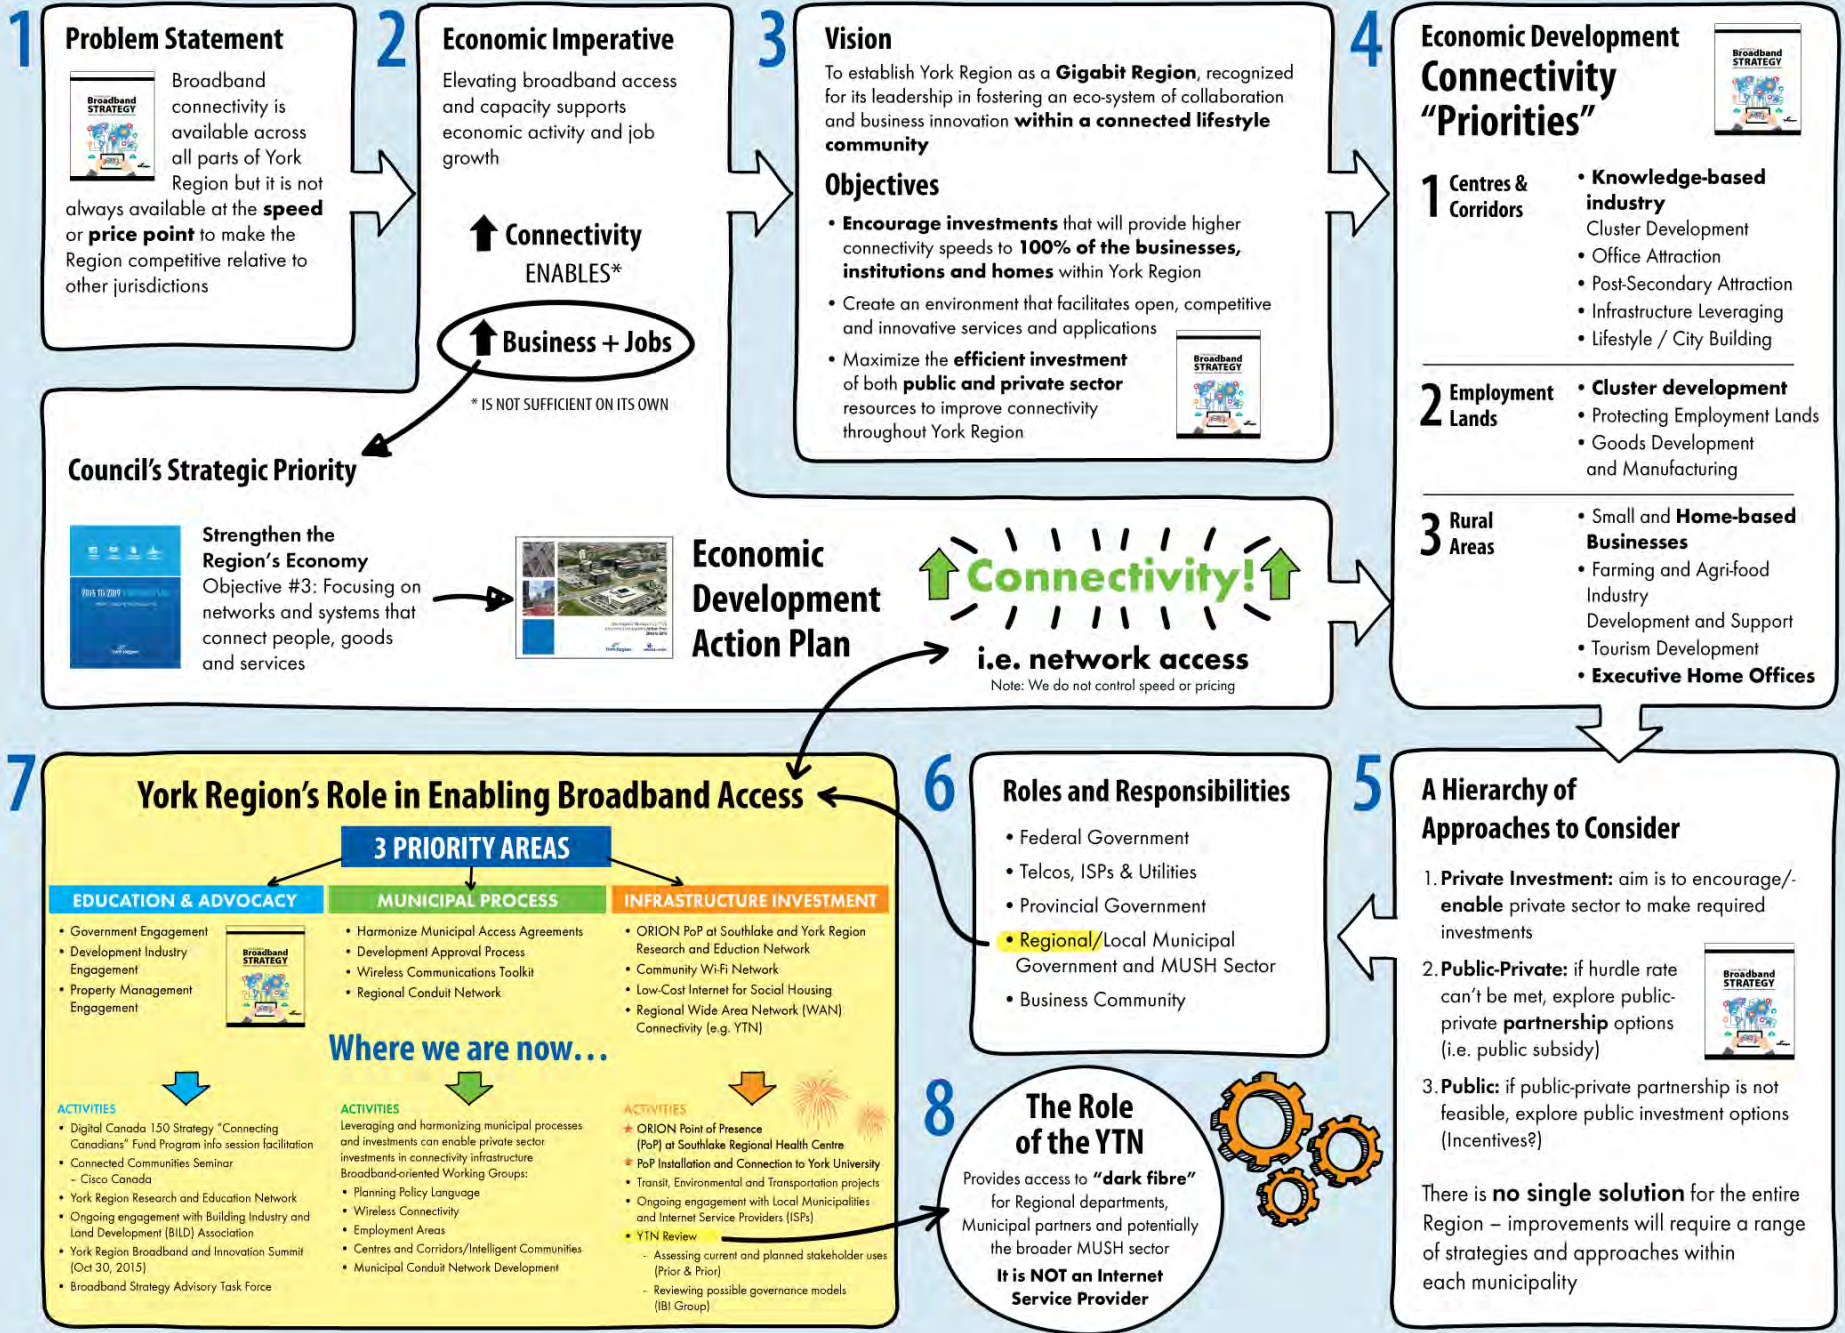 1
Problem Statement
Broadband
STRATEGY
Broadband
connectivity is
available across
all parts of York
Region but it is not
always available at the speed
or price point to make the
Region competitive relative to
other jurisdictions
2
Economic Imperative
Elevating broadband access
and capacity supports
economic activity and job
growth
Connectivity
ENABLES*
Business + Jobs
* IS NOT SUFFICIENT ON ITS OWN
Council's Strategic Priority
Strengthen the
Region's Economy
Objective #3: Focusing on
networks and systems that
connect people, goods
and services
Economic
Development
Action Plan
Connectivity!
i.e. network access
Note: We do not control speed or pricing
3
Vision
To establish York Region as a Gigabit Region, recognized
for its leadership in fostering an eco-system of collaboration
and business innovation within a connected lifestyle
community
Objectives
• Encourage investments that will provide higher
connectivity speeds to 100% of the businesses,
institutions and homes within York Region
• Create an environment that facilitates open, competitive
and innovative services and applications
• Maximize the efficient investment
of both public and private sector
resources to improve connectivity
throughout York Region
Broadband
STRATEGY
4
Economic Development
Connectivity
"Priorities"
Broadband
STRATEGY
1 Centres &
Corridors
• Knowledge-based
industry
Cluster Development
• Office Attraction
• Post-Secondary Attraction
• Infrastructure Leveraging
• Lifestyle / City Building
2 Employment
Lands
• Cluster development
• Protecting Employment Lands
• Goods Development
and Manufacturing
3 Rural
Areas
• Small and Home-based
Businesses
• Farming and Agri-food
Industry
Development and Support
• Tourism Development
• Executive Home Offices
5
A Hierarchy of
Approaches to Consider
1. Private Investment: aim is to encourage/-
enable private sector to make required
investments
2. Public-Private: if hurdle rate
can't be met, explore public-
private partnership options
(i.e. public subsidy)
Broadband
STRATEGY
3. Public: if public-private partnership is not
feasible, explore public investment options
(Incentives?)
There is no single solution for the entire
Region – improvements will require a range
of strategies and approaches within
each municipality
6
Roles and Responsibilities
• Federal Government
• Telcos, ISPs & Utilities
• Provincial Government
• Regional/Local Municipal
Government and MUSH Sector
• Business Community
7
York Region's Role in Enabling Broadband Access
3 PRIORITY AREAS
EDUCATION & ADVOCACY
• Government Engagement
• Development Industry
Engagement
• Property Management
Engagement
Broadband
STRATEGY
MUNICIPAL PROCESS
• Harmonize Municipal Access Agreements
• Development Approval Process
• Wireless Communications Toolkit
• Regional Conduit Network
INFRASTRUCTURE INVESTMENT
• ORION PoP at Southlake and York Region
Research and Eduction Network
• Community Wi-Fi Network
• Low-Cost Internet for Social Housing
• Regional Wide Area Network (WAN)
Connectivity (e.g. YTN)
Where we are now...
ACTIVITIES
• Digital Canada 150 Strategy "Connecting
Canadians" Fund Program info session facilitation
• Connected Communities Seminar
– Cisco Canada
• York Region Research and Education Network
• Ongoing engagement with Building Industry and
Land Development (BILD) Association
• York Region Broadband and Innovation Summit
(Oct 30, 2015)
• Broadband Strategy Advisory Task Force
ACTIVITIES
Leveraging and harmonizing municipal processes
and investments can enable private sector
investments in connectivity infrastructure
Broadband-oriented Working Groups:
• Planning Policy Language
• Wireless Connectivity
• Employment Areas
• Centres and Corridors/Intelligent Communities
• Municipal Conduit Network Development
ACTIVITIES
ORION Point of Presence
(PoP) at Southlake Regional Health Centre
PoP Installation and Connection to York University
• Transit, Environmental and Transportation projects
• Ongoing engagement with Local Municipalities
and Internet Service Providers (ISPs)
• YTN Review
- Assessing current and planned stakeholder uses
(Prior & Prior)
- Reviewing possible governance models
(IBI Group)
8
The Role
of the YTN
Provides access to "dark fibre"
for Regional departments,
Municipal partners and potentially
the broader MUSH sector
It is NOT an Internet
Service Provider